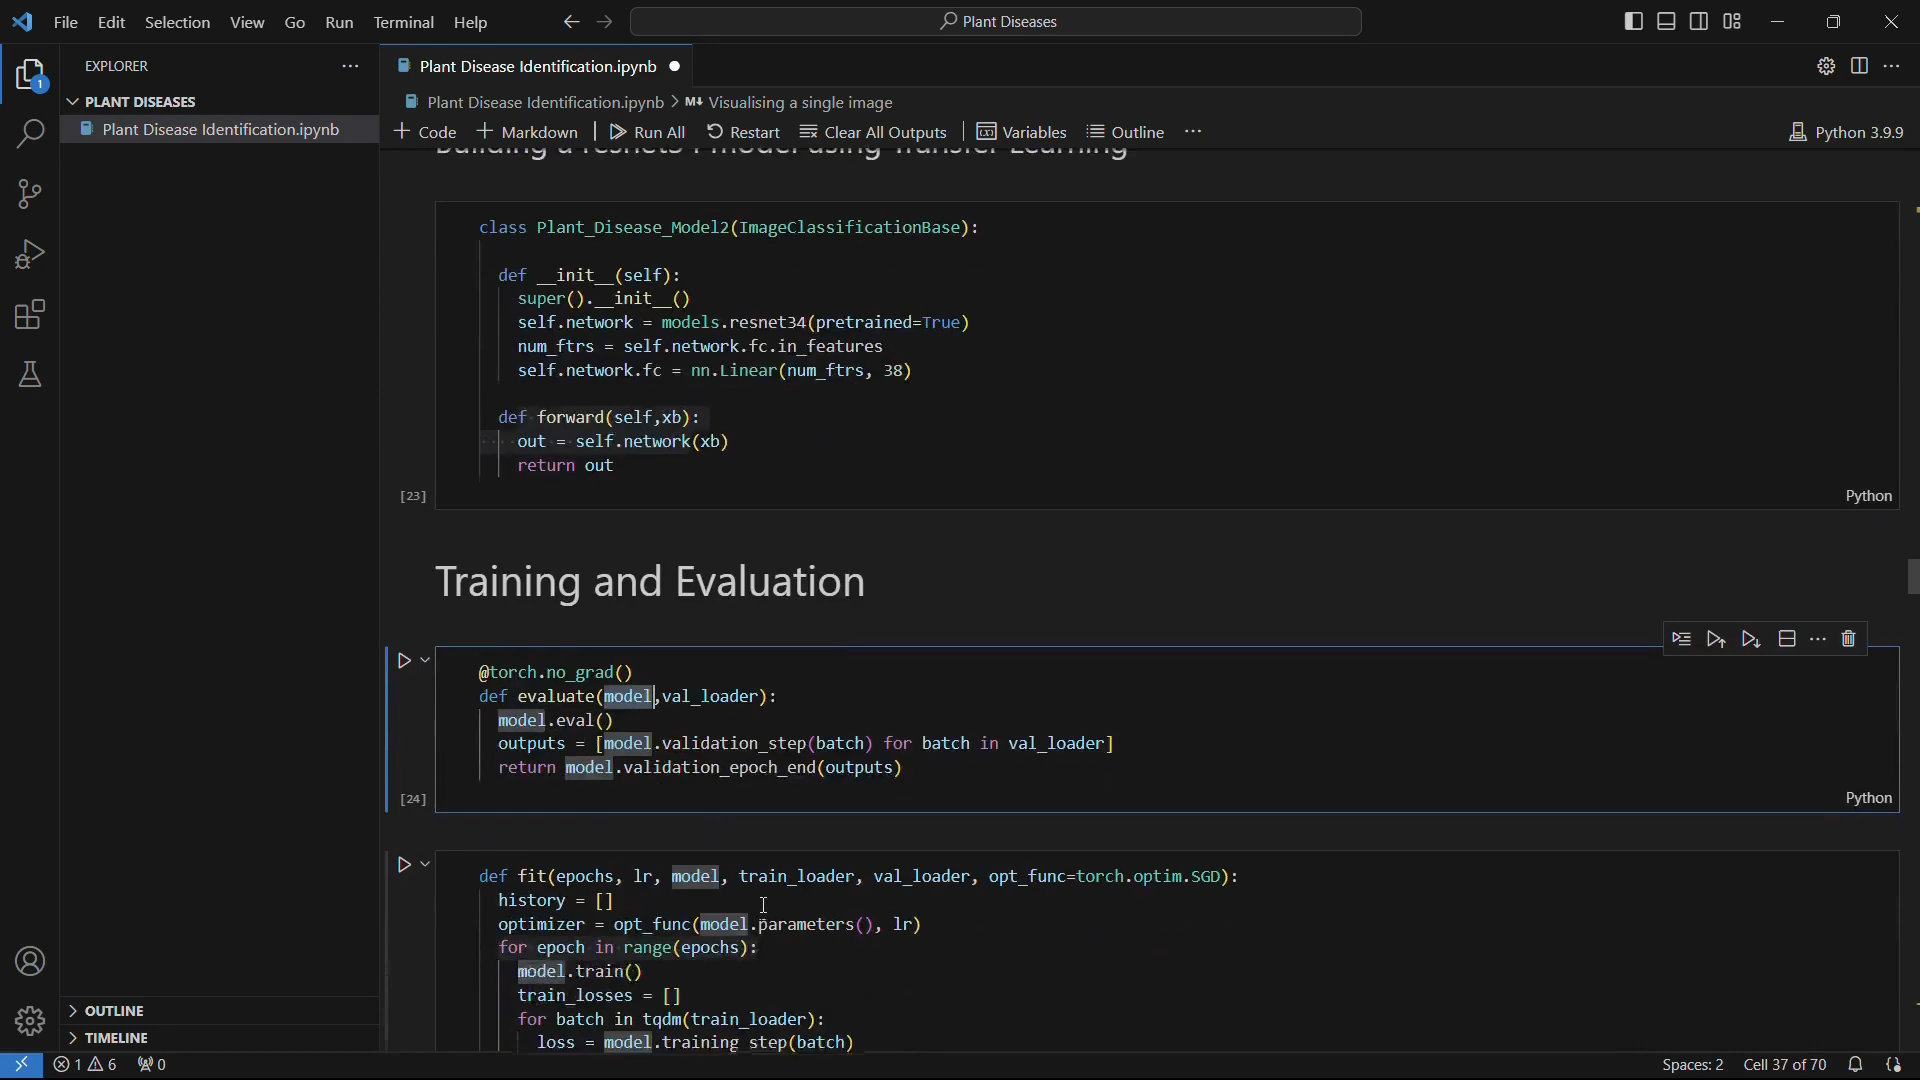 File Edit Selection View Go Run Terminal Help
Plant Diseases
EXPLORER
PLANT DISEASES
Plant Disease Identification.ipynb
1
Plant Disease Identification.ipynb
Plant Disease Identification.ipynb > M↓ Visualising a single image
+ Code + Markdown Run All Restart Clear All Outputs Variables Outline ...
Python 3.9.9
Building a resnet34 model using Transfer Learning
class Plant_Disease_Model2(ImageClassificationBase):
def __init__(self):
super().__init__()
self.network = models.resnet34(pretrained=True)
num_ftrs = self.network.fc.in_features
self.network.fc = nn.Linear(num_ftrs, 38)
def forward(self,xb):
out = self.network(xb)
return out
[23]
Python
Training and Evaluation
@torch.no_grad()
def evaluate(model,val_loader):
model.eval()
outputs = [model.validation_step(batch) for batch in val_loader]
return model.validation_epoch_end(outputs)
[24]
Python
def fit(epochs, lr, model, train_loader, val_loader, opt_func=torch.optim.SGD):
history = []
optimizer = opt_func(model.parameters(), lr)
for epoch in range(epochs):
model.train()
train_losses = []
for batch in tqdm(train_loader):
loss = model.training_step(batch)
OUTLINE
TIMELINE
1 6 0
Spaces: 2 Cell 37 of 70